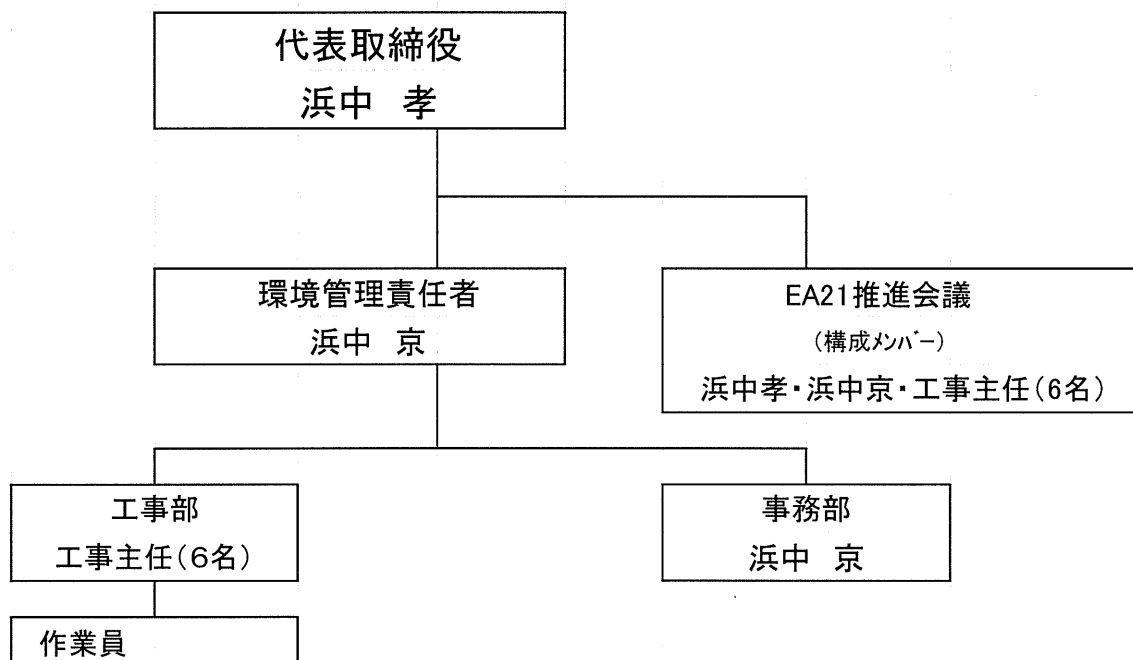 代表取締役
浜中 孝
環境管理責任者
浜中 京
EA21推進会議
(構成ﾒﾝﾊﾞｰ)
浜中孝・浜中京・工事主任(6名)
工事部
工事主任(6名)
事務部
浜中 京
作業員